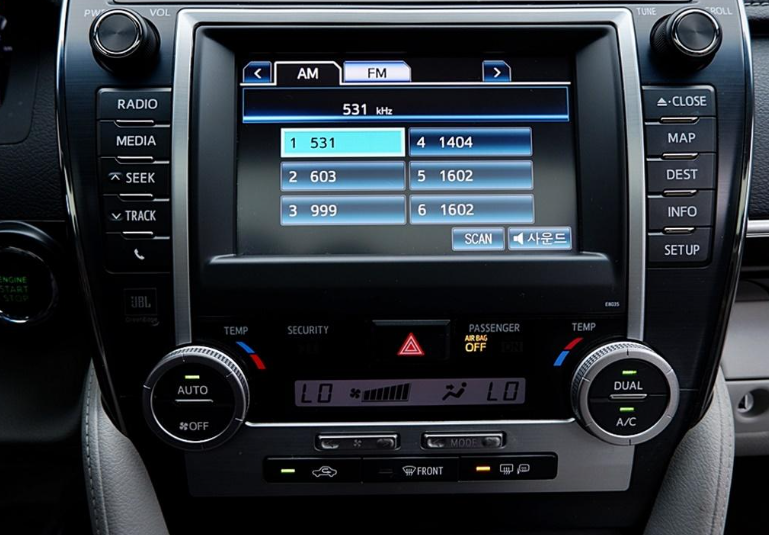 PWR VOL
TUNE SCROLL
AM FM
531 kHz
1 531
4 1404
2 603
5 1602
3 999
6 1602
SCAN 사운드
RADIO
MEDIA
SEEK
TRACK
CLOSE
MAP
DEST
INFO
SETUP
ENGINE
START
STOP
JBL
TEMP
SECURITY
PASSENGER
AIR BAG
OFF
TEMP
AUTO
OFF
LO
LO
DUAL
A/C
MODE
FRONT